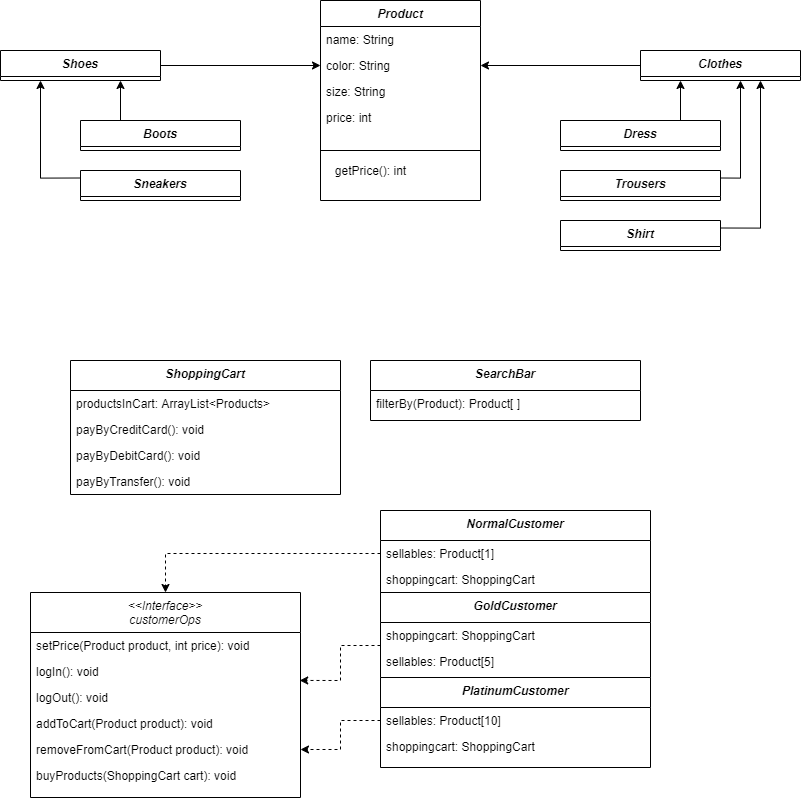 Product
name: String
color: String
size: String
price: int
getPrice(): int
Shoes
Boots
Sneakers
Clothes
Dress
Trousers
Shirt
ShoppingCart
productsInCart: ArrayList<Products>
payByCreditCard(): void
payByDebitCard(): void
payByTransfer(): void
SearchBar
filterBy(Product): Product[ ]
NormalCustomer
sellables: Product[1]
shoppingcart: ShoppingCart
GoldCustomer
shoppingcart: ShoppingCart
sellables: Product[5]
PlatinumCustomer
sellables: Product[10]
shoppingcart: ShoppingCart
<<Interface>>
customerOps
setPrice(Product product, int price): void
logIn(): void
logOut(): void
addToCart(Product product): void
removeFromCart(Product product): void
buyProducts(ShoppingCart cart): void